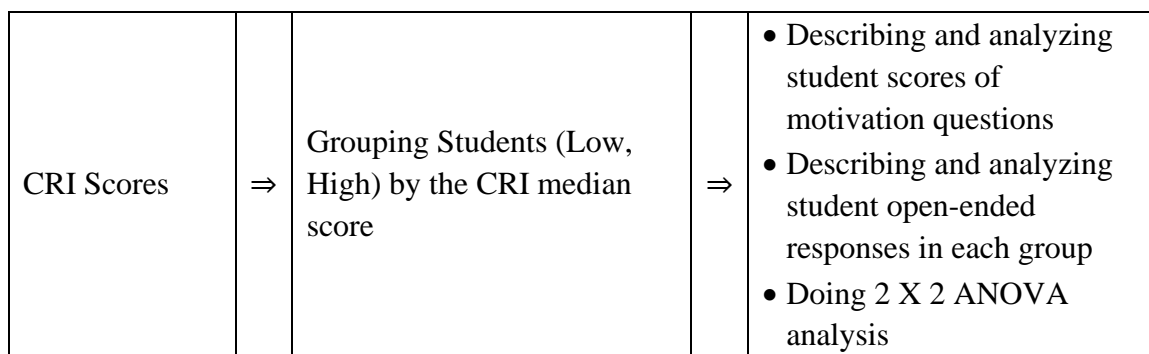 CRI Scores
⇒
Grouping Students (Low,
High) by the CRI median
score
⇒
• Describing and analyzing
student scores of
motivation questions
• Describing and analyzing
student open-ended
responses in each group
• Doing 2 X 2 ANOVA
analysis